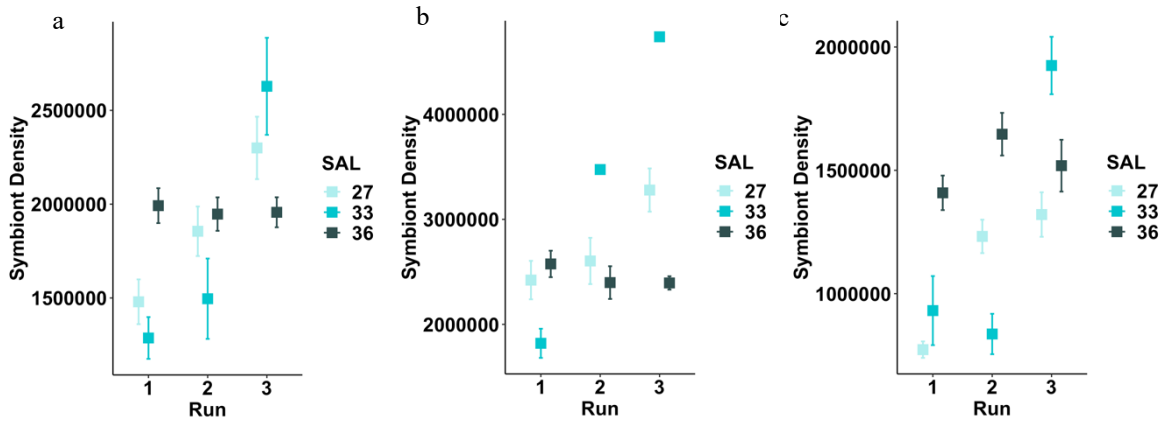 a
Symbiont Density
2500000
2000000
1500000
1 2 3
Run
SAL
27
33
36
b
Symbiont Density
4000000
3000000
2000000
1 2 3
Run
SAL
27
33
36
c
Symbiont Density
2000000
1500000
1000000
1 2 3
Run
SAL
27
33
36